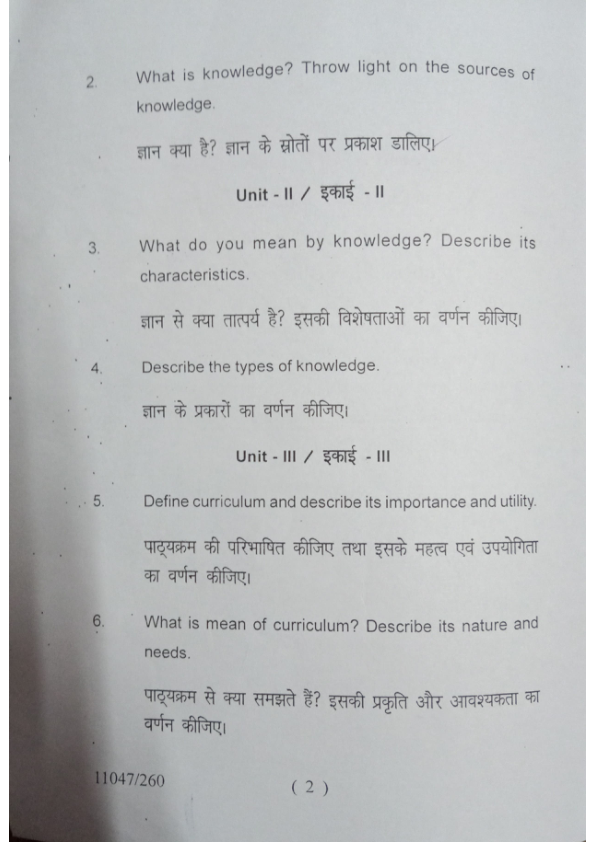 2. What is knowledge? Throw light on the sources of
knowledge.
ज्ञान क्या है? ज्ञान के स्रोतों पर प्रकाश डालिए।
Unit - II / इकाई - II
3. What do you mean by knowledge? Describe its
characteristics.
ज्ञान से क्या तात्पर्य है? इसकी विशेषताओं का वर्णन कीजिए।
4. Describe the types of knowledge.
ज्ञान के प्रकारों का वर्णन कीजिए।
Unit - III / इकाई - III
5. Define curriculum and describe its importance and utility.
पाठ्यक्रम की परिभाषित कीजिए तथा इसके महत्व एवं उपयोगिता
का वर्णन कीजिए।
6. What is mean of curriculum? Describe its nature and
needs.
पाठ्यक्रम से क्या समझते हैं? इसकी प्रकृति और आवश्यकता का
वर्णन कीजिए।
11047/260
( 2 )